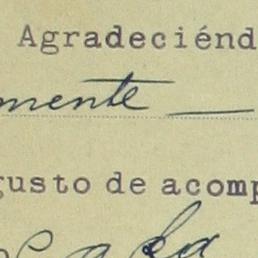 Agradeciénd
mente
gusto de acomp